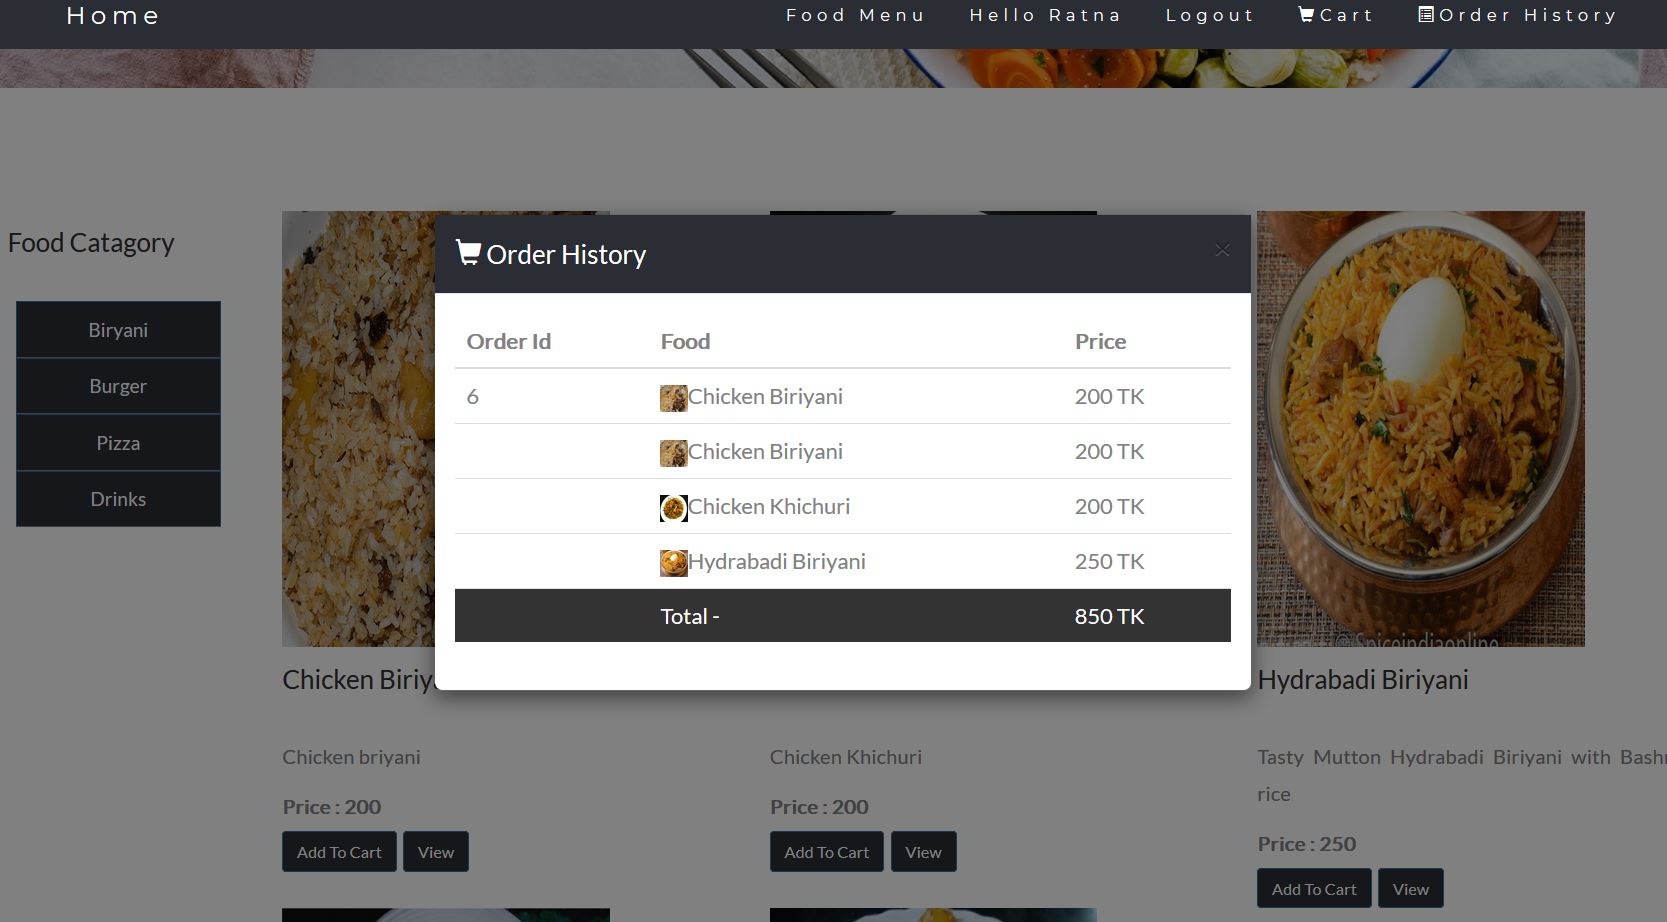 Home
Food Menu Hello Ratna Logout Cart Order History
Food Catagory
Biryani
Burger
Pizza
Drinks
Order History ×
Order Id Food Price
6 Chicken Biriyani 200 TK
Chicken Biriyani 200 TK
Chicken Khichuri 200 TK
Hydrabadi Biriyani 250 TK
Total - 850 TK
@Spiceindiaonline
Chicken Biriy
Chicken briyani
Price : 200
Add To Cart View
Chicken Khichuri
Price : 200
Add To Cart View
Hydrabadi Biriyani
Tasty Mutton Hydrabadi Biriyani with Bash
rice
Price : 250
Add To Cart View